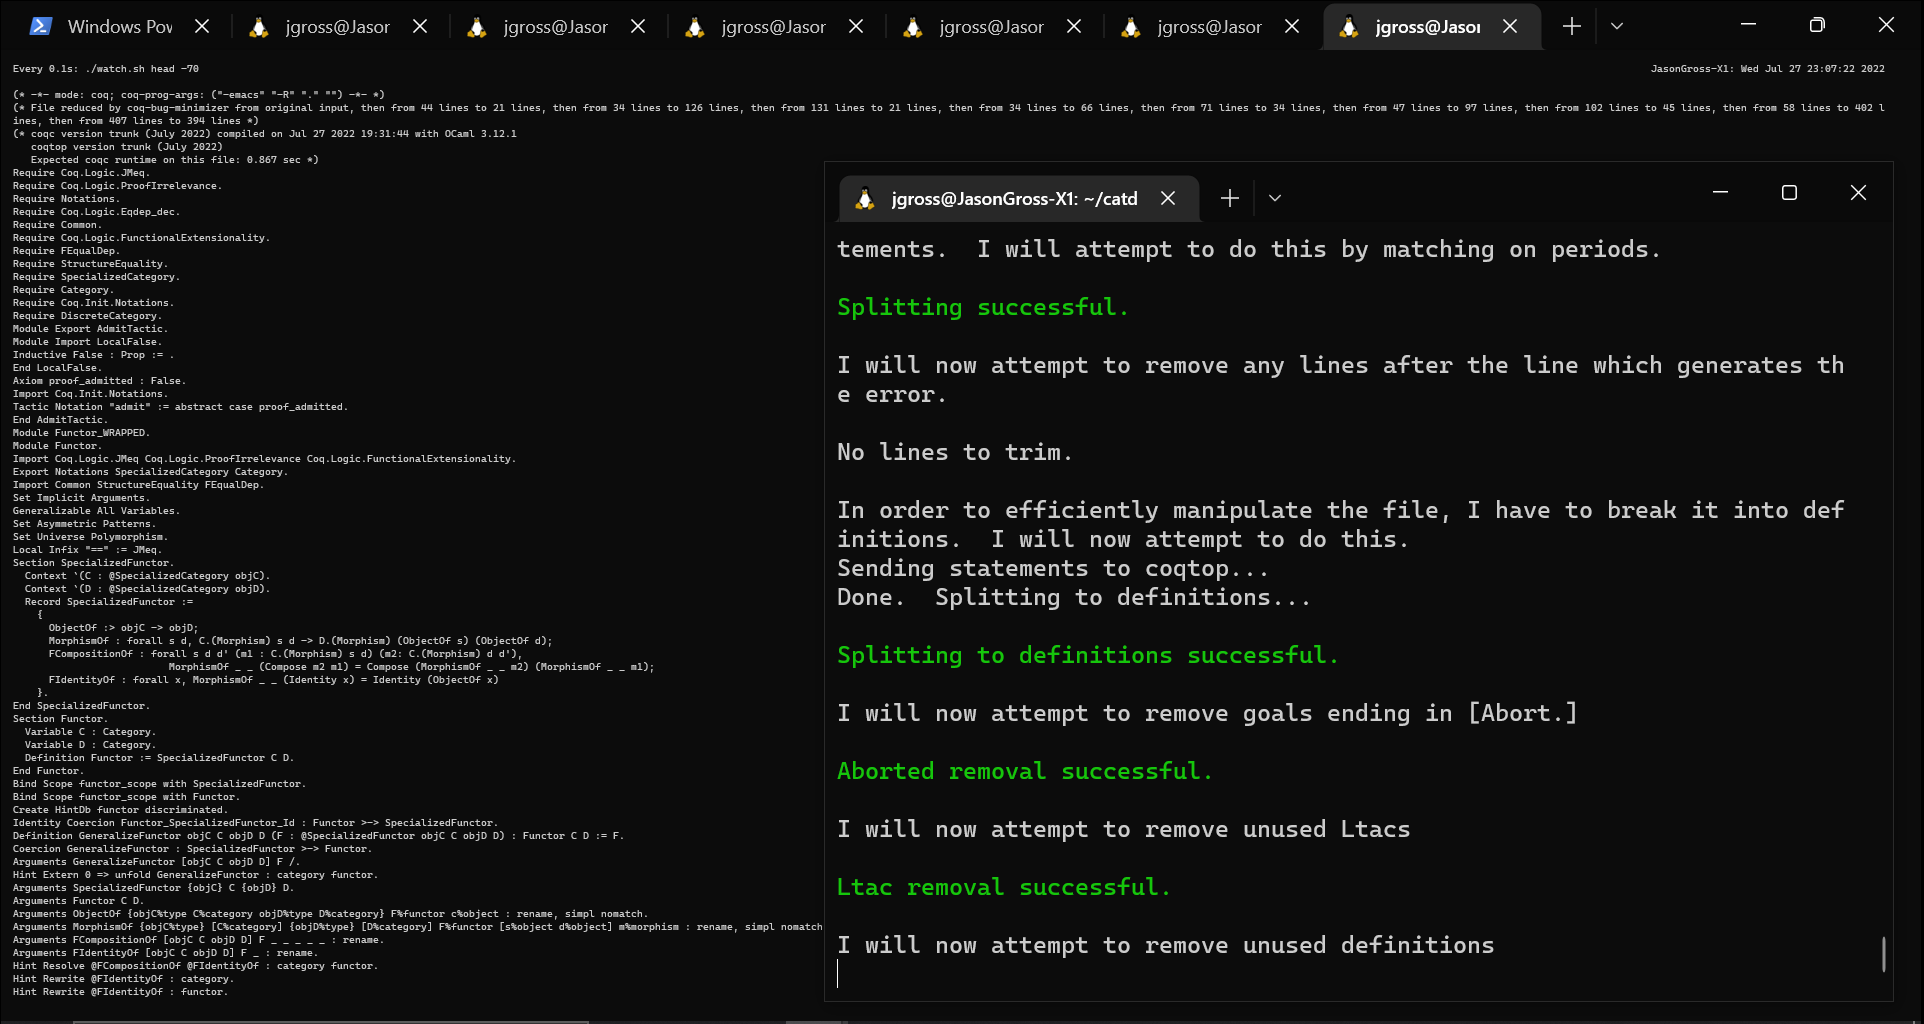 Windows Pov
jgross@Jasor
jgross@Jasor
jgross@Jasor
jgross@Jasor
jgross@Jasor
jgross@Jasor
Every 0.1s: ./watch.sh head -70
JasonGross-X1: Wed Jul 27 23:07:22 2022
(* -*- mode: coq; coq-prog-args: ("-emacs" "-R" "." "") -*- *)
(* File reduced by coq-bug-minimizer from original input, then from 44 lines to 21 lines, then from 34 lines to 126 lines, then from 131 lines to 21 lines, then from 34 lines to 66 lines, then from 71 lines to 34 lines, then from 47 lines to 97 lines, then from 102 lines to 45 lines, then from 58 lines to 402 l
ines, then from 407 lines to 394 lines *)
(* coqc version trunk (July 2022) compiled on Jul 27 2022 19:31:44 with OCaml 3.12.1
   coqtop version trunk (July 2022)
   Expected coqc runtime on this file: 0.867 sec *)
Require Coq.Logic.JMeq.
Require Coq.Logic.ProofIrrelevance.
Require Notations.
Require Coq.Logic.Eqdep_dec.
Require Common.
Require Coq.Logic.FunctionalExtensionality.
Require FEqualDep.
Require StructureEquality.
Require SpecializedCategory.
Require Category.
Require Coq.Init.Notations.
Require DiscreteCategory.
Module Export AdmitTactic.
Module Import LocalFalse.
Inductive False : Prop := .
End LocalFalse.
Axiom proof_admitted : False.
Import Coq.Init.Notations.
Tactic Notation "admit" := abstract case proof_admitted.
End AdmitTactic.
Module Functor_WRAPPED.
Module Functor.
Import Coq.Logic.JMeq Coq.Logic.ProofIrrelevance Coq.Logic.FunctionalExtensionality.
Export Notations SpecializedCategory Category.
Import Common StructureEquality FEqualDep.
Set Implicit Arguments.
Generalizable All Variables.
Set Asymmetric Patterns.
Set Universe Polymorphism.
Local Infix "==" := JMeq.
Section SpecializedFunctor.
  Context `(C : @SpecializedCategory objC).
  Context `(D : @SpecializedCategory objD).
  Record SpecializedFunctor :=
    {
      ObjectOf :> objC -> objD;
      MorphismOf : forall s d, C.(Morphism) s d -> D.(Morphism) (ObjectOf s) (ObjectOf d);
      FCompositionOf : forall s d d' (m1 : C.(Morphism) s d) (m2: C.(Morphism) d d'),
                          MorphismOf _ _ (Compose m2 m1) = Compose (MorphismOf _ _ m2) (MorphismOf _ _ m1);
      FIdentityOf : forall x, MorphismOf _ _ (Identity x) = Identity (ObjectOf x)
    }.
End SpecializedFunctor.
Section Functor.
  Variable C : Category.
  Variable D : Category.
  Definition Functor := SpecializedFunctor C D.
End Functor.
Bind Scope functor_scope with SpecializedFunctor.
Bind Scope functor_scope with Functor.
Create HintDb functor discriminated.
Identity Coercion Functor_SpecializedFunctor_Id : Functor >-> SpecializedFunctor.
Definition GeneralizeFunctor objC C objD D (F : @SpecializedFunctor objC C objD D) : Functor C D := F.
Coercion GeneralizeFunctor : SpecializedFunctor >-> Functor.
Arguments GeneralizeFunctor [objC C objD D] F /.
Hint Extern 0 => unfold GeneralizeFunctor : category functor.
Arguments SpecializedFunctor {objC} C {objD} D.
Arguments Functor C D.
Arguments ObjectOf {objC%type C%category objD%type D%category} F%functor c%object : rename, simpl nomatch.
Arguments MorphismOf {objC%type} [C%category] {objD%type} [D%category] F%functor [s%object d%object] m%morphism : rename, simpl nomatch
Arguments FCompositionOf [objC C objD D] F _ _ _ _ _ : rename.
Arguments FIdentityOf [objC C objD D] F _ : rename.
Hint Resolve @FCompositionOf @FIdentityOf : category functor.
Hint Rewrite @FIdentityOf : category.
Hint Rewrite @FIdentityOf : functor.
jgross@JasonGross-X1: ~/catd
tements.  I will attempt to do this by matching on periods.
Splitting successful.
I will now attempt to remove any lines after the line which generates th
e error.
No lines to trim.
In order to efficiently manipulate the file, I have to break it into def
initions.  I will now attempt to do this.
Sending statements to coqtop...
Done.  Splitting to definitions...
Splitting to definitions successful.
I will now attempt to remove goals ending in [Abort.]
Aborted removal successful.
I will now attempt to remove unused Ltacs
Ltac removal successful.
I will now attempt to remove unused definitions